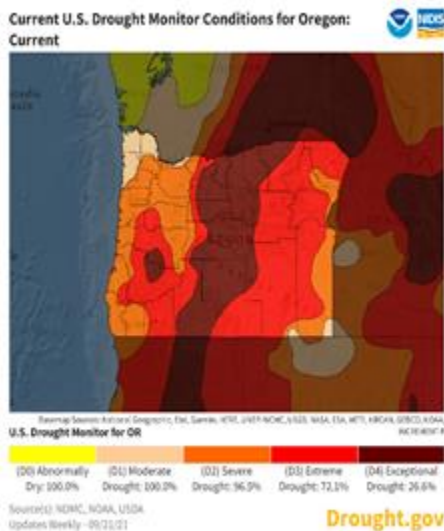 Current U.S. Drought Monitor Conditions for Oregon:
Current
NIDIS
U.S. Drought Monitor for OR
(D0) Abnormally
Dry: 100.0%
(D1) Moderate
Drought: 100.0%
(D2) Severe
Drought: 96.5%
(D3) Extreme
Drought: 72.1%
(D4) Exceptional
Drought: 26.6%
Source(s): NDMC, NOAA, USDA
Updates Weekly - 09/21/21
Drought.gov